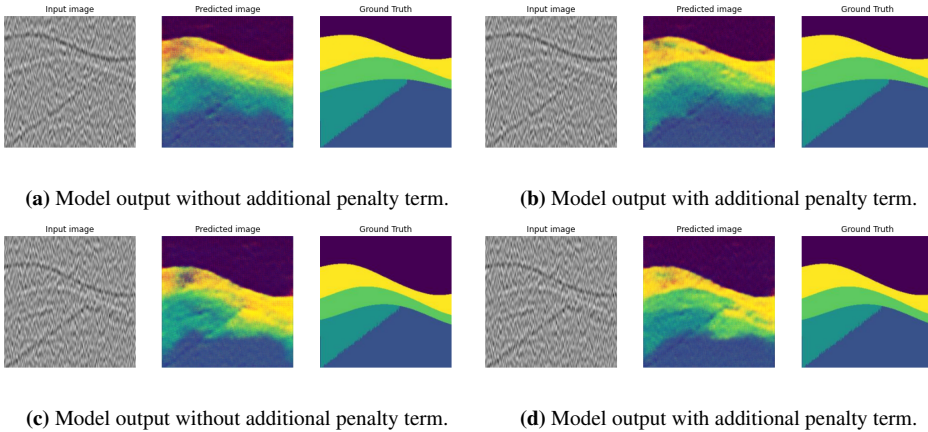 Input image Predicted image Ground Truth Input image Predicted image Ground Truth
(a) Model output without additional penalty term. (b) Model output with additional penalty term.
Input image Predicted image Ground Truth Input image Predicted image Ground Truth
(c) Model output without additional penalty term. (d) Model output with additional penalty term.